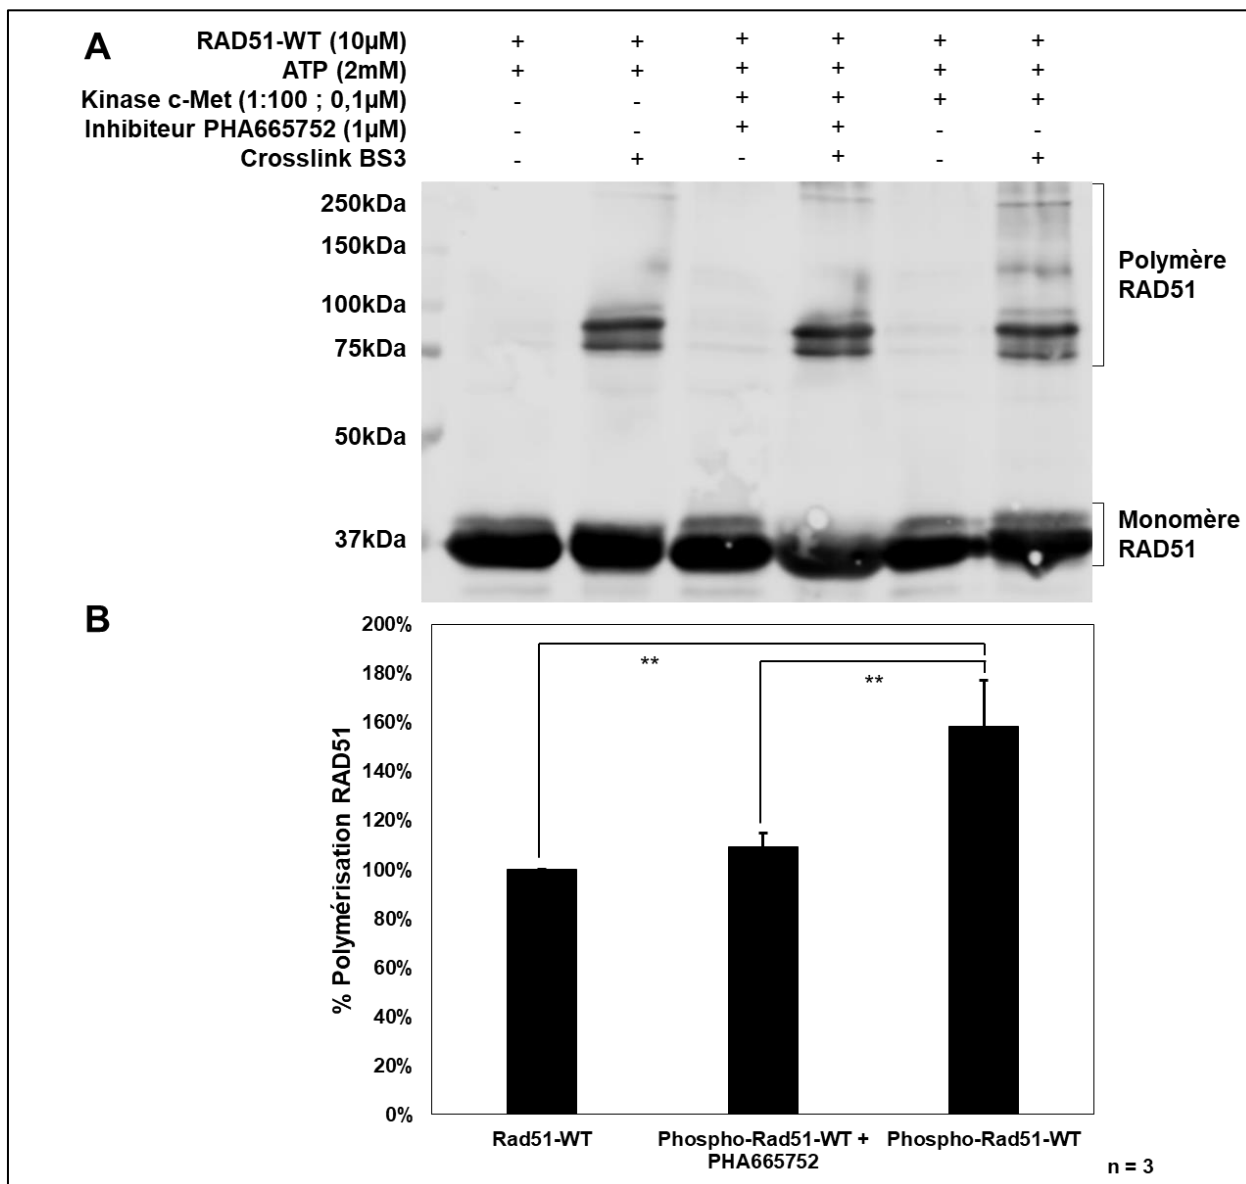 A
RAD51-WT (10µM) + + + + + +
ATP (2mM) + + + + + +
Kinase c-Met (1:100 ; 0,1µM) - - + + + +
Inhibiteur PHA665752 (1µM) - - + + - -
Crosslink BS3 - + - + - +
250kDa
150kDa
100kDa
75kDa
50kDa
37kDa
Polymère
RAD51
Monomère
RAD51
B
% Polymérisation RAD51
200%
180%
160%
140%
120%
100%
80%
60%
40%
20%
0%
**
**
Rad51-WT
Phospho-Rad51-WT +
PHA665752
Phospho-Rad51-WT
n = 3